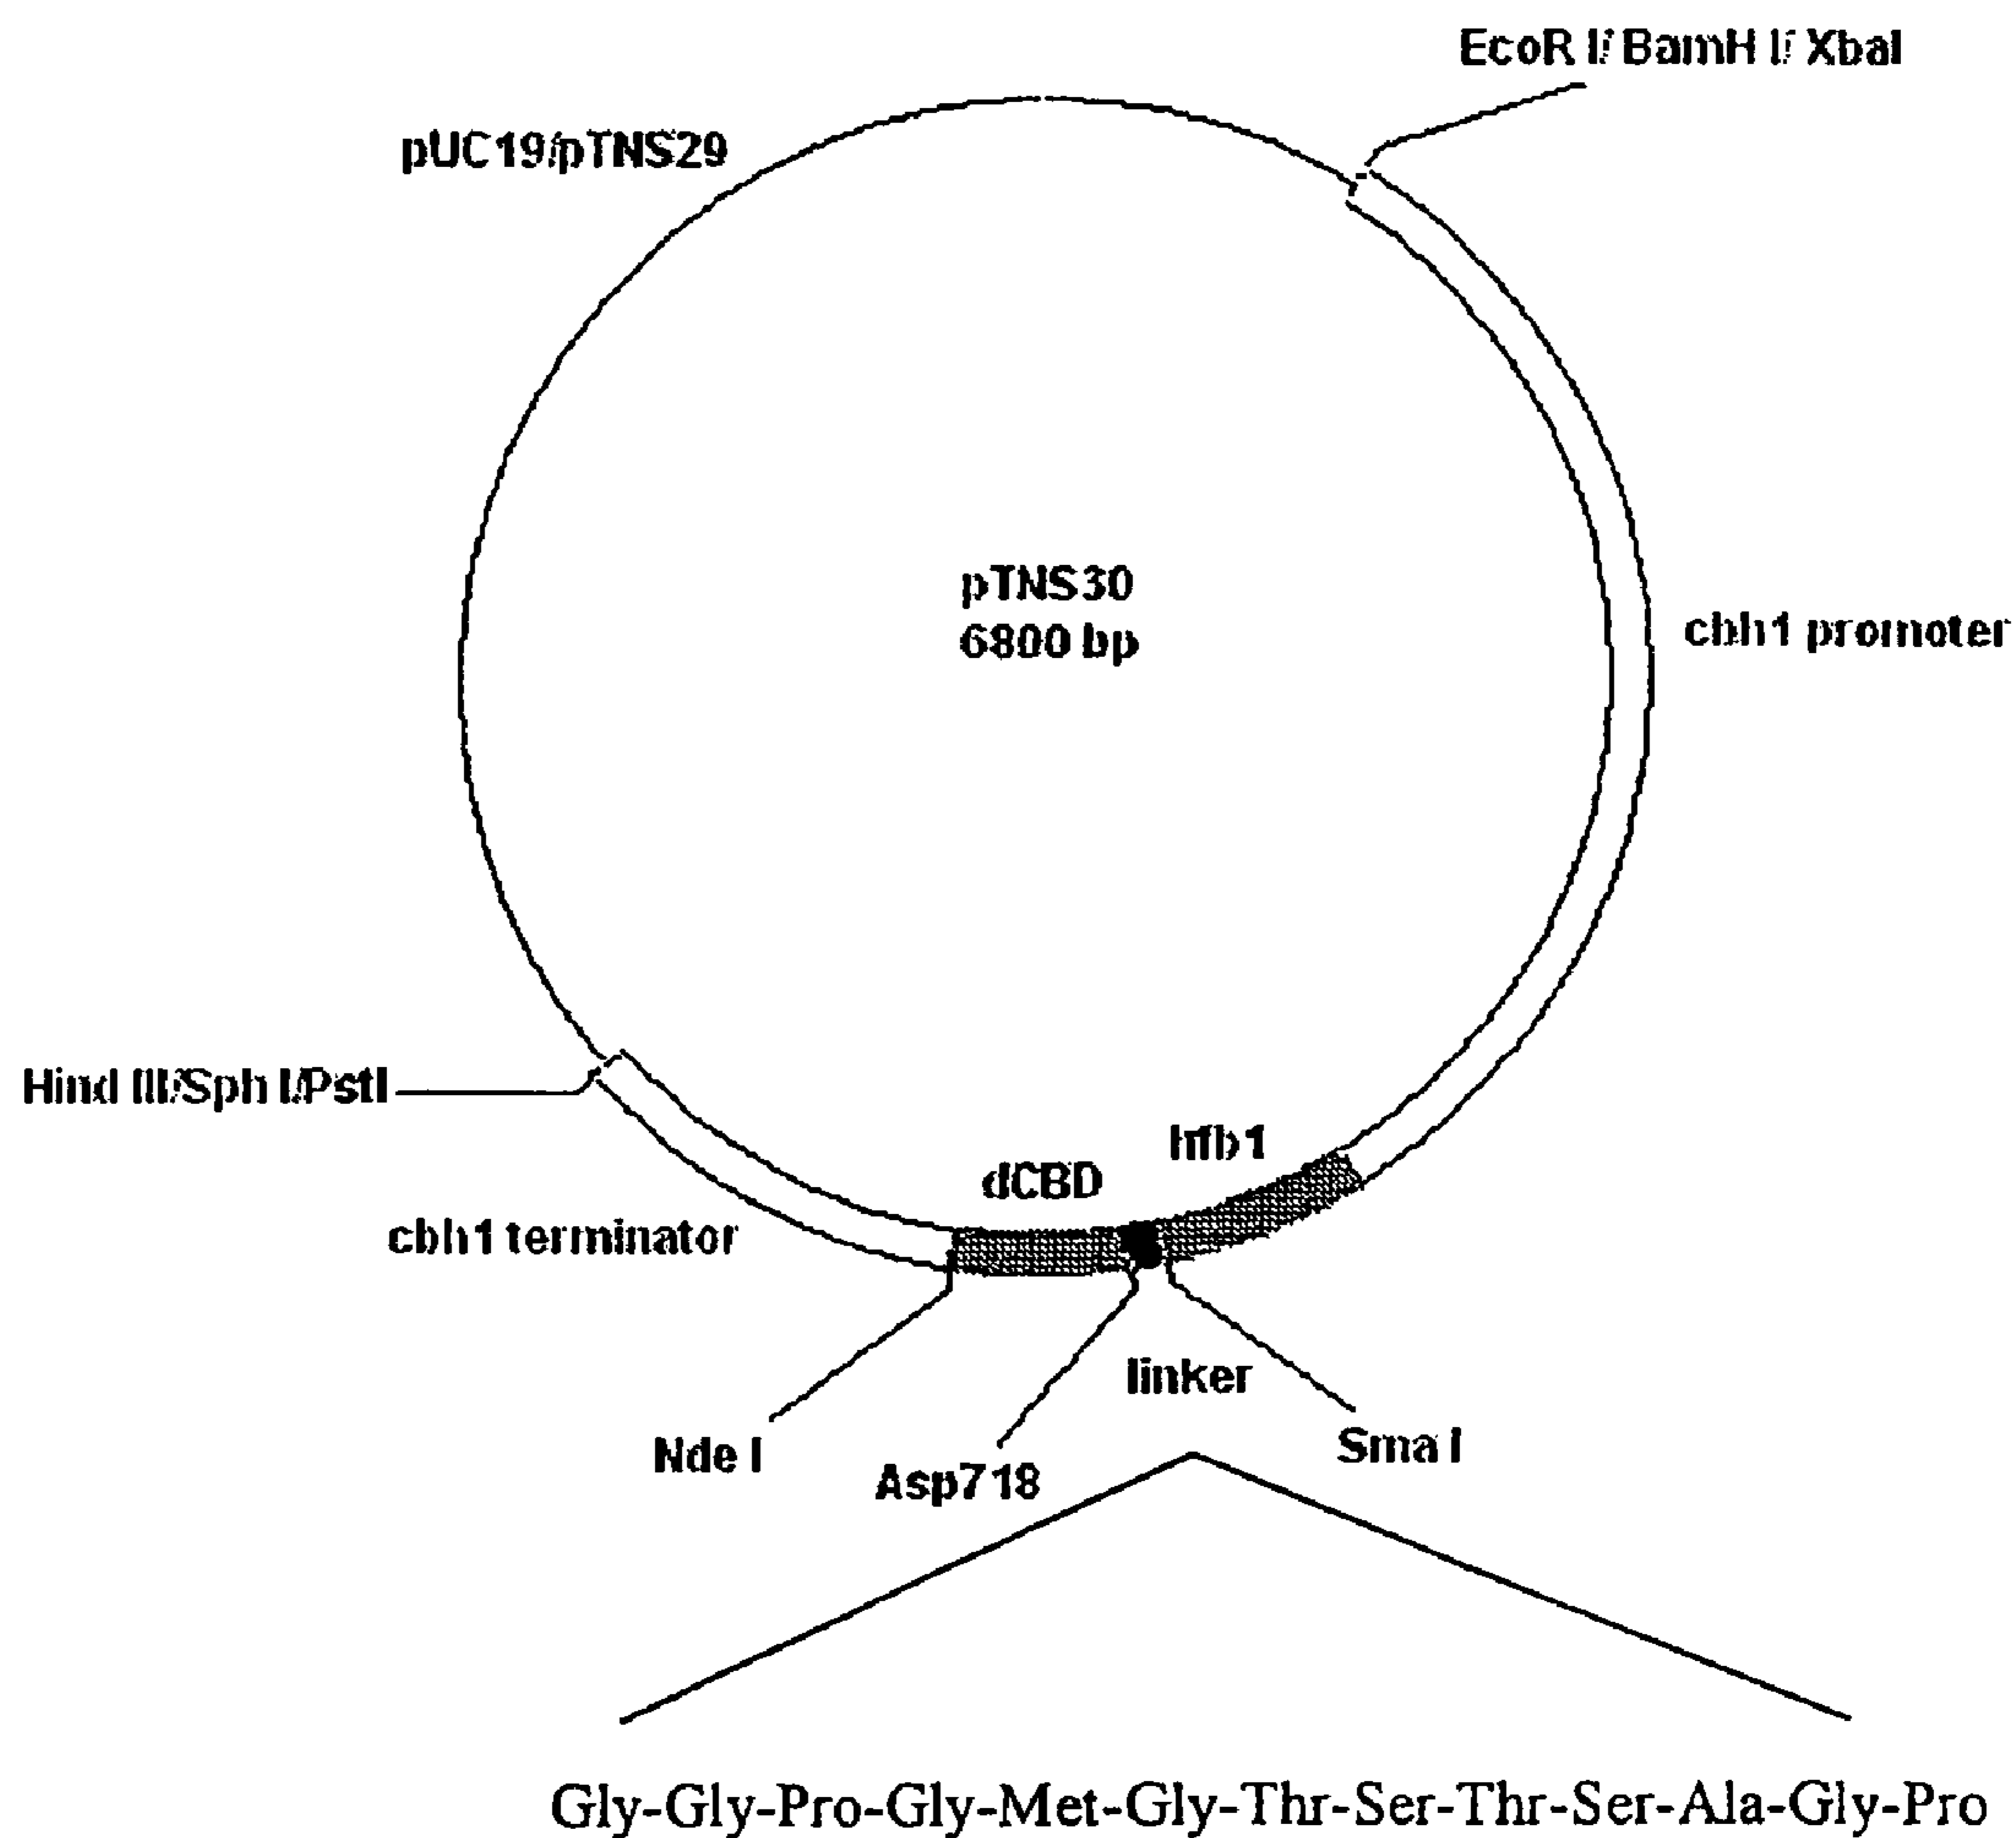 EcoR I/ BamH I/ XbaI
pUC19/pTNS29
pTNS30
6800 bp
cbh1 promoter
Hind III/Sph I/PstI
hfb1
dCBD
cbh1 terminator
linker
Nde I
Sma I
Asp718
Gly-Gly-Pro-Gly-Met-Gly-Thr-Ser-Thr-Ser-Ala-Gly-Pro